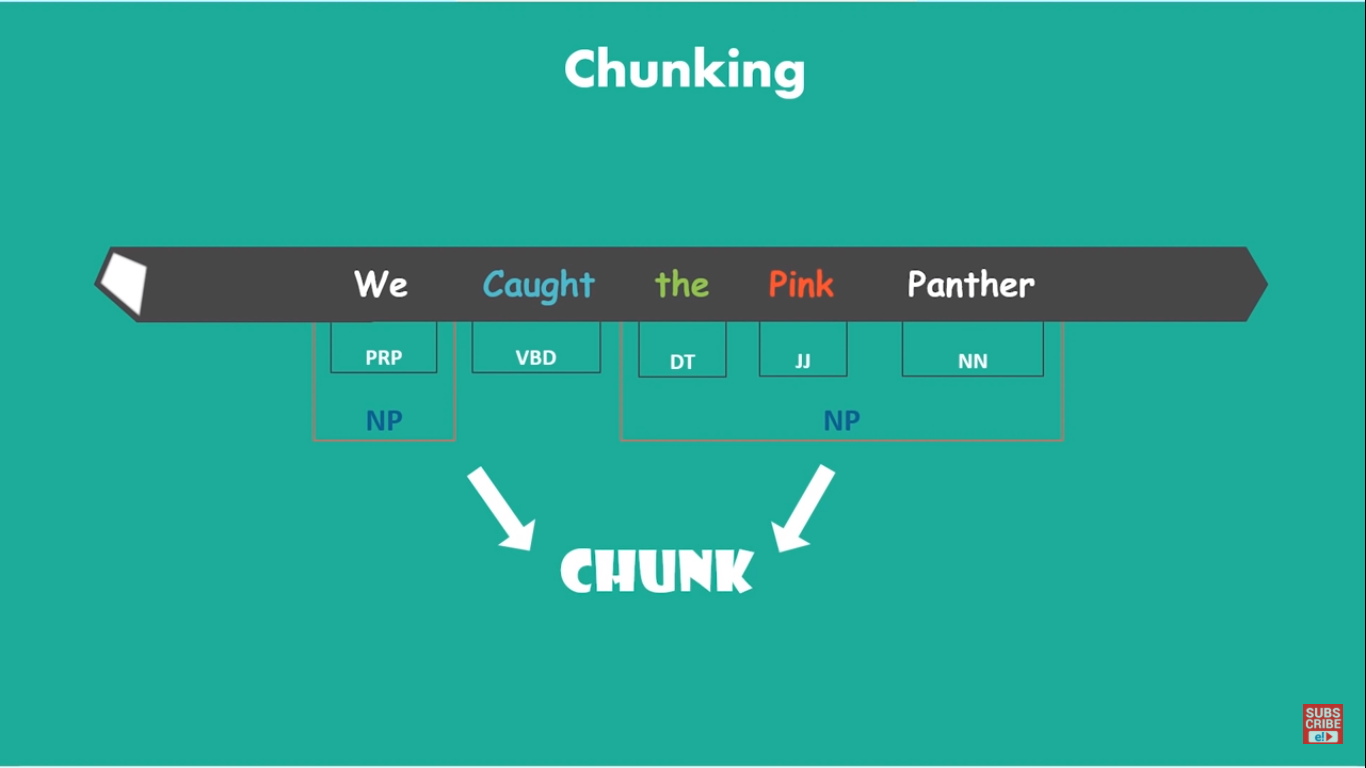 Chunking
We Caught the Pink Panther
PRP VBD DT JJ NN
NP NP
CHUNK
SUBS
CRIBE
e!